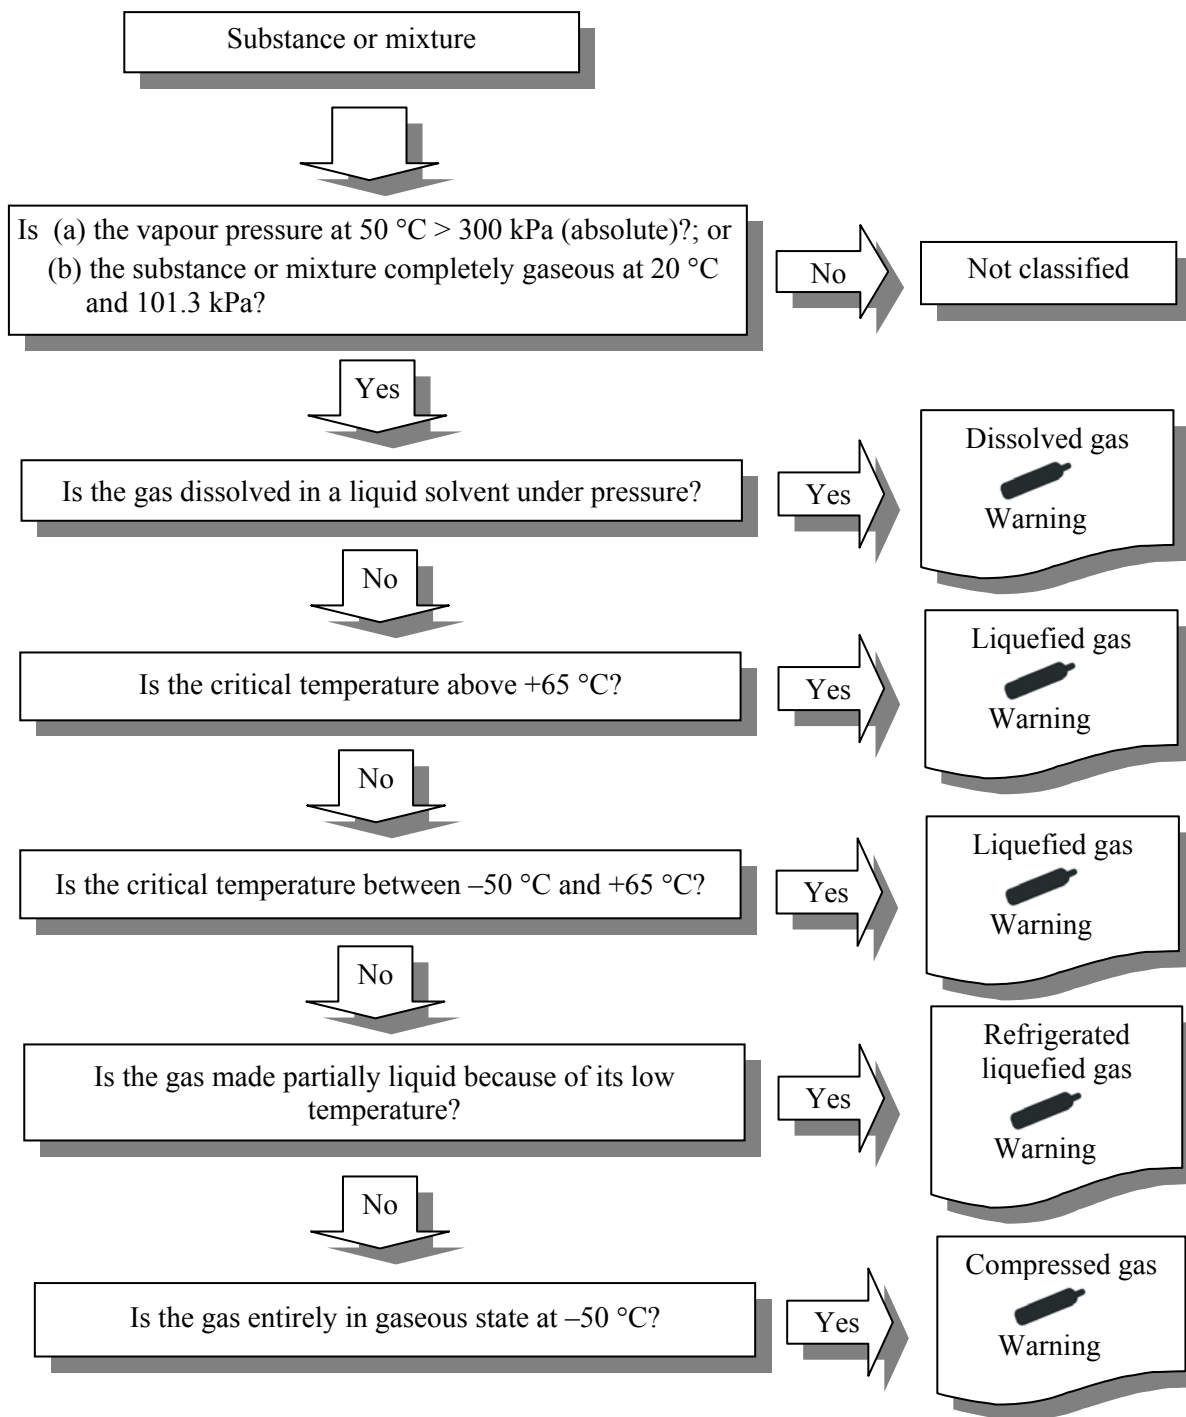 Substance or mixture
Is (a) the vapour pressure at 50 °C > 300 kPa (absolute)?; or
(b) the substance or mixture completely gaseous at 20 °C
and 101.3 kPa?
No
Not classified
Yes
Is the gas dissolved in a liquid solvent under pressure?
Yes
Dissolved gas
Warning
No
Is the critical temperature above +65 °C?
Yes
Liquefied gas
Warning
No
Is the critical temperature between –50 °C and +65 °C?
Yes
Liquefied gas
Warning
No
Is the gas made partially liquid because of its low
temperature?
Yes
Refrigerated
liquefied gas
Warning
No
Is the gas entirely in gaseous state at –50 °C?
Yes
Compressed gas
Warning